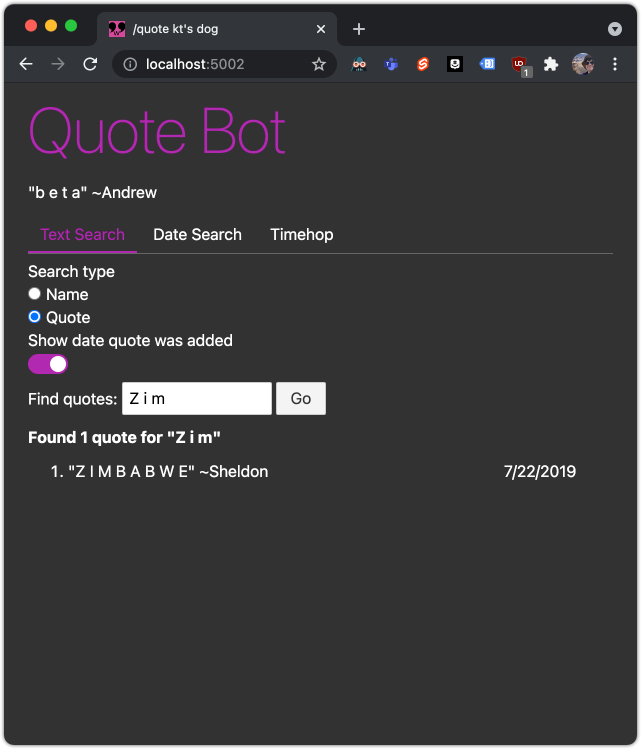 /quote kt's dog
localhost:5002
1
Quote Bot
"b e t a" ~Andrew
Text Search Date Search Timehop
Search type
Name
Quote
Show date quote was added
Find quotes: Z i m Go
Found 1 quote for "Z i m"
1. "Z I M B A B W E" ~Sheldon 7/22/2019